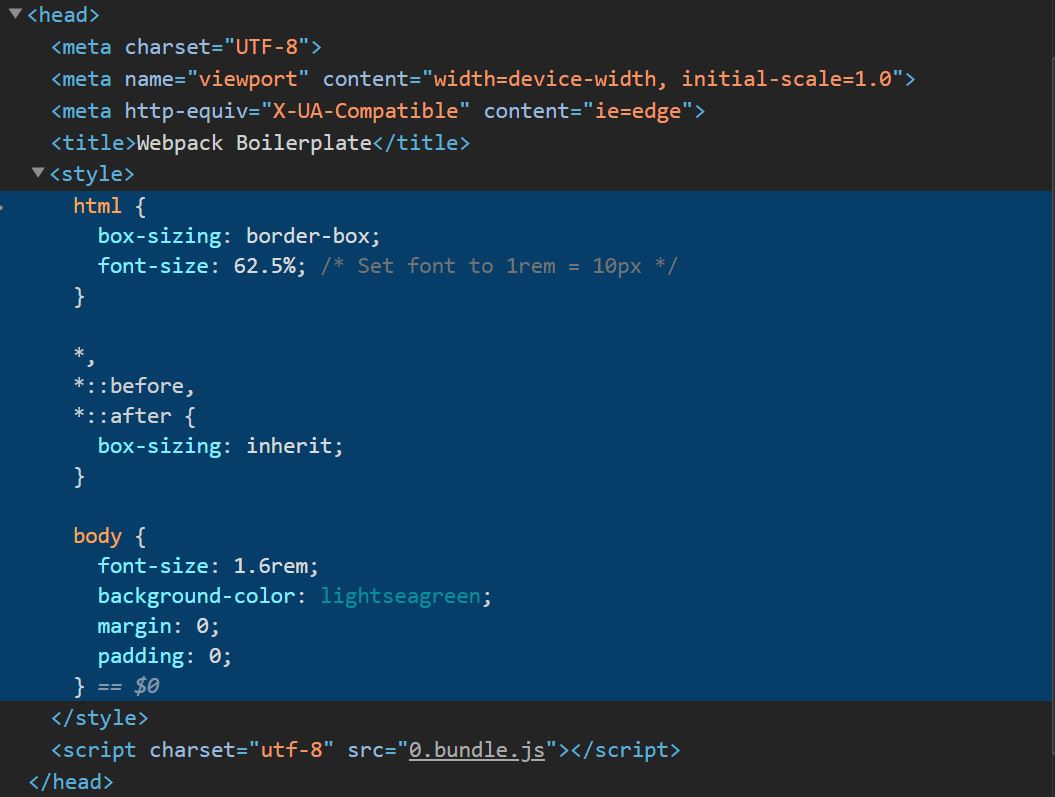 <head>
<meta charset="UTF-8">
<meta name="viewport" content="width=device-width, initial-scale=1.0">
<meta http-equiv="X-UA-Compatible" content="ie=edge">
<title>Webpack Boilerplate</title>
<style>
html {
box-sizing: border-box;
font-size: 62.5%; /* Set font to 1rem = 10px */
}
*,
*::before,
*::after {
box-sizing: inherit;
}
body {
font-size: 1.6rem;
background-color: lightseagreen;
margin: 0;
padding: 0;
} == $0
</style>
<script charset="utf-8" src="0.bundle.js"></script>
</head>